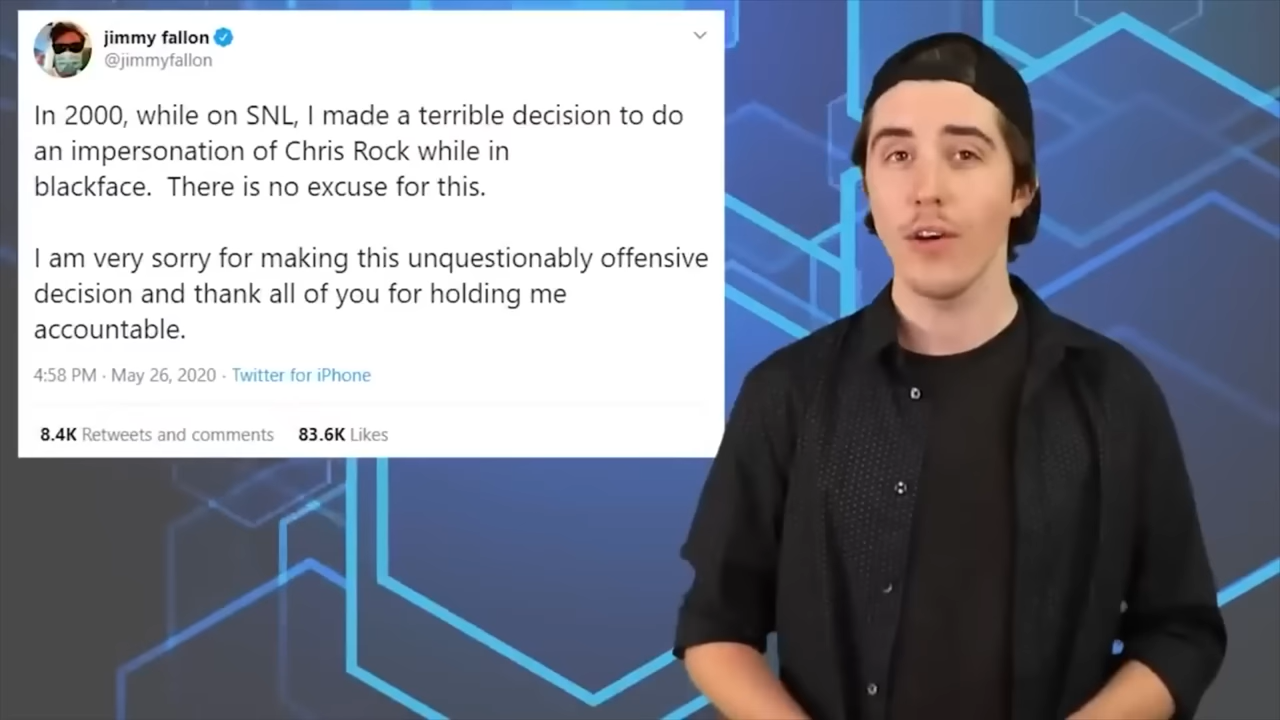 jimmy fallon
@jimmyfallon
In 2000, while on SNL, I made a terrible decision to do
an impersonation of Chris Rock while in
blackface.  There is no excuse for this.
I am very sorry for making this unquestionably offensive
decision and thank all of you for holding me
accountable.
4:58 PM · May 26, 2020 · Twitter for iPhone
8.4K Retweets and comments 83.6K Likes